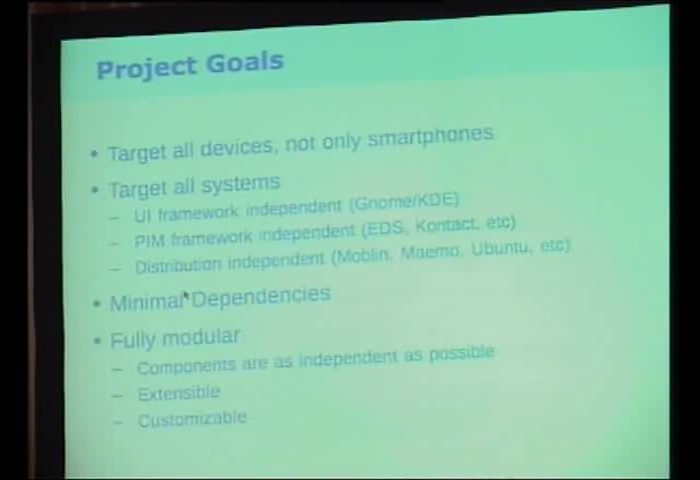 Project Goals
• Target all devices, not only smartphones
• Target all systems
– UI framework independent (Gnome/KDE)
– PIM framework independent (EDS, Kontact, etc)
– Distribution independent (Moblin, Maemo, Ubuntu, etc)
• Minimal Dependencies
• Fully modular
– Components are as independent as possible
– Extensible
– Customizable